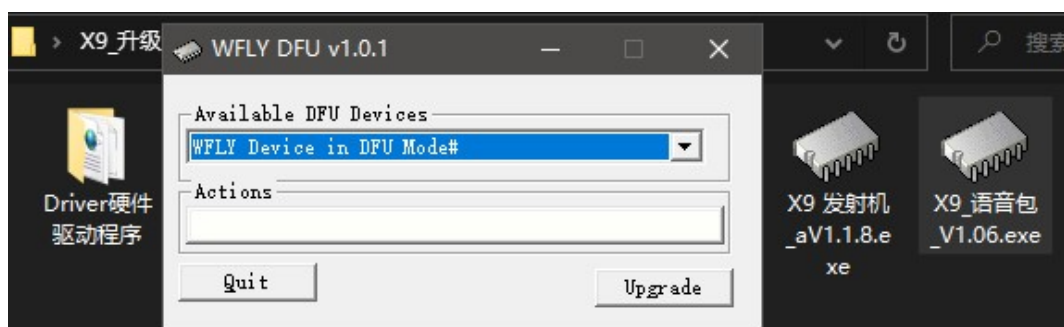 X9_升级
WFLY DFU v1.0.1
搜索
Available DFU Devices
WFLY Device in DFU Mode#
Actions
Quit
Upgrade
Driver硬件
驱动程序
X9 发射机
_aV1.1.8.e
xe
X9_语音包
_V1.06.exe